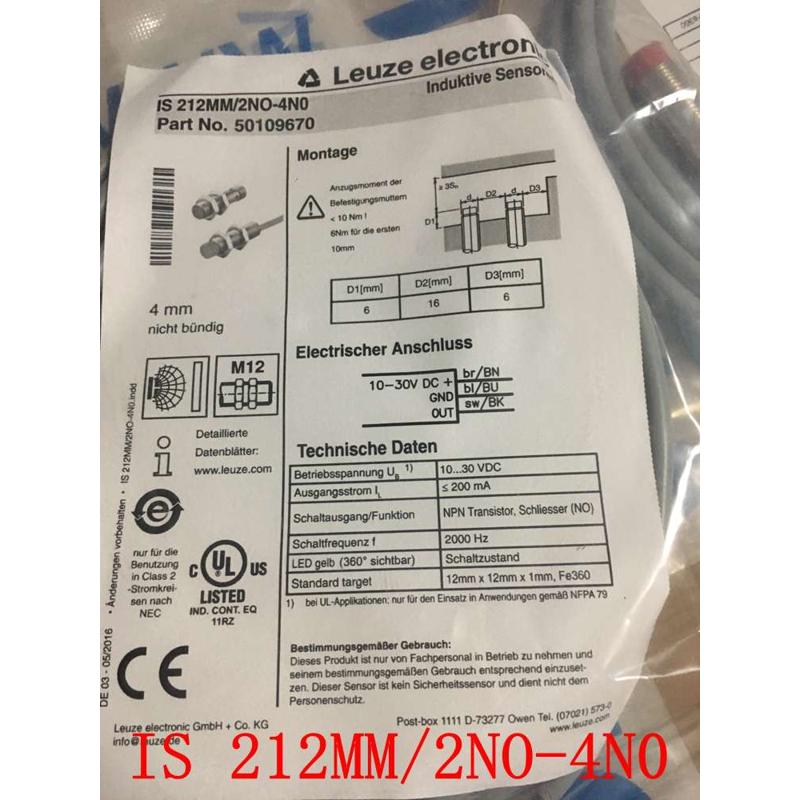 Leuze electronic
Induktive Sensor
IS 212MM/2NO-4N0
Part No. 50109670
Montage
Anzugsmoment der
Befestigungsmuttern
< 10 Nm !
6Nm für die ersten
10mm
≥ 35
d D2 d D3
D1
D1[mm] D2[mm] D3[mm]
6 16 6
4 mm
nicht bündig
M12
Elektrischer Anschluss
10-30V DC + br/BN
GND bl/BU
OUT sw/BK
Detaillierte
Datenblätter:
www.leuze.com
Technische Daten
Betriebsspannung UB 1) 10...30 VDC
Ausgangsstrom IL ≤ 200 mA
Schaltausgang/Funktion NPN Transistor, Schliesser (NO)
Schaltfrequenz f 2000 Hz
LED gelb (360° sichtbar) Schaltzustand
Standard target 12mm x 12mm x 1mm, Fe360
1) bei UL-Applikationen: nur für den Einsatz in Anwendungen gemäß NFPA 79
nur für die
Benutzung
in Class 2
-Stromkrei-
sen nach
NEC
C UL US
LISTED
IND. CONT. EQ
11RZ
DE 03 - 05/2016 • Änderungen vorbehalten • IS 212MM/2NO-4N0.indd
CE
Bestimmungsgemäßer Gebrauch:
Dieses Produkt ist nur von Fachpersonal in Betrieb zu nehmen und
seinem bestimmungsgemäßen Gebrauch entsprechend einzuset-
zen. Dieser Sensor ist kein Sicherheitssensor und dient nicht dem
Personenschutz.
Leuze electronic GmbH + Co. KG
info@leuze.de
Post-box 1111 D-73277 Owen Tel. (07021) 573-0
www.leuze.com
IS 212MM/2NO-4N0